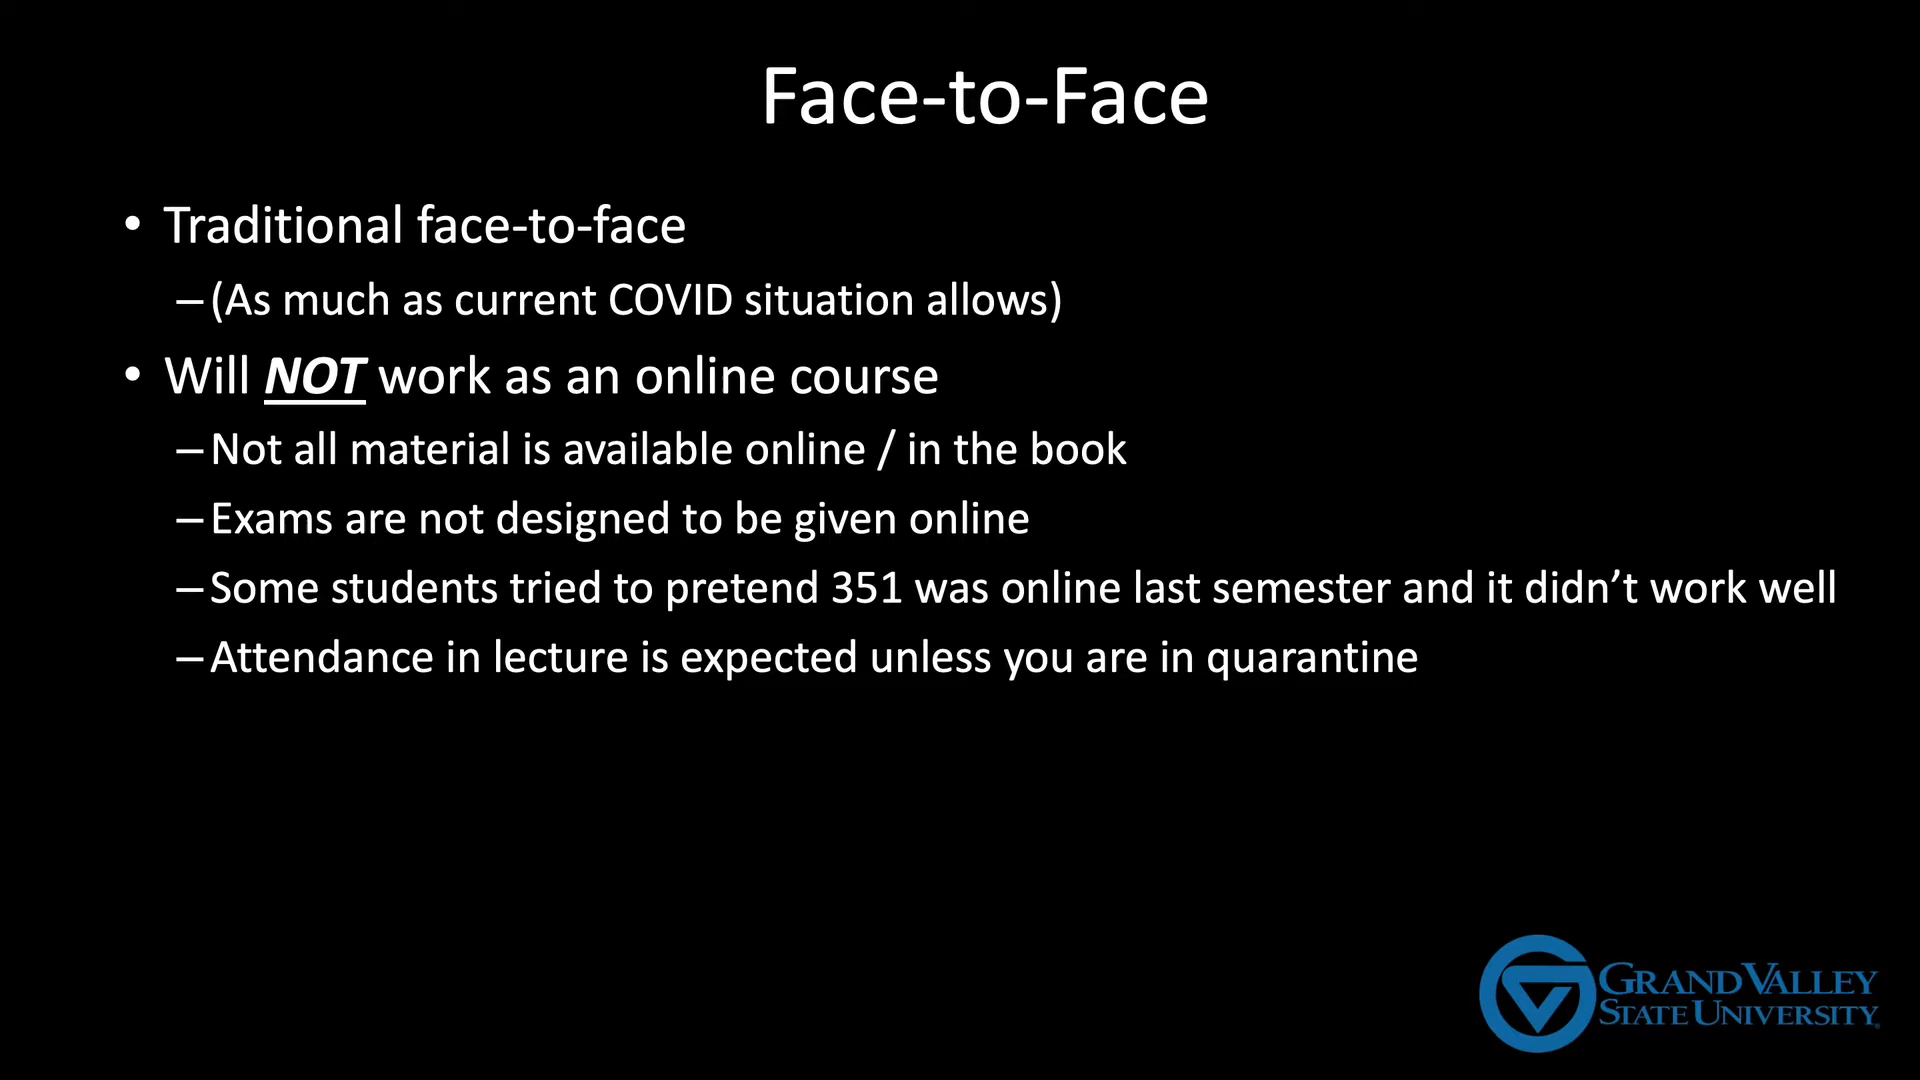 Face-to-Face
• Traditional face-to-face
–(As much as current COVID situation allows)
• Will NOT work as an online course
–Not all material is available online / in the book
–Exams are not designed to be given online
–Some students tried to pretend 351 was online last semester and it didn’t work well
–Attendance in lecture is expected unless you are in quarantine
GRAND VALLEY
STATE UNIVERSITY